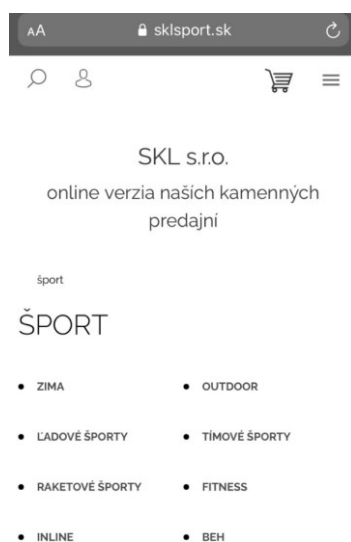 AA sklsport.sk
SKL s.r.o.
online verzia naších kamenných
predajní
šport
ŠPORT
ZIMA
OUTDOOR
ĽADOVÉ ŠPORTY
TÍMOVÉ ŠPORTY
RAKETOVÉ ŠPORTY
FITNESS
INLINE
BEH